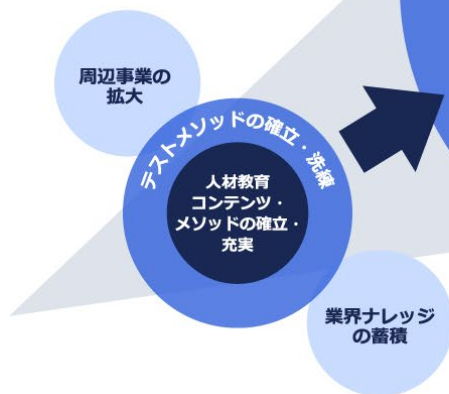 周辺事業の
拡大
テストメソッドの確立・洗練
人材教育
コンテンツ・
メソッドの確立・
充実
業界ナレッジ
の蓄積